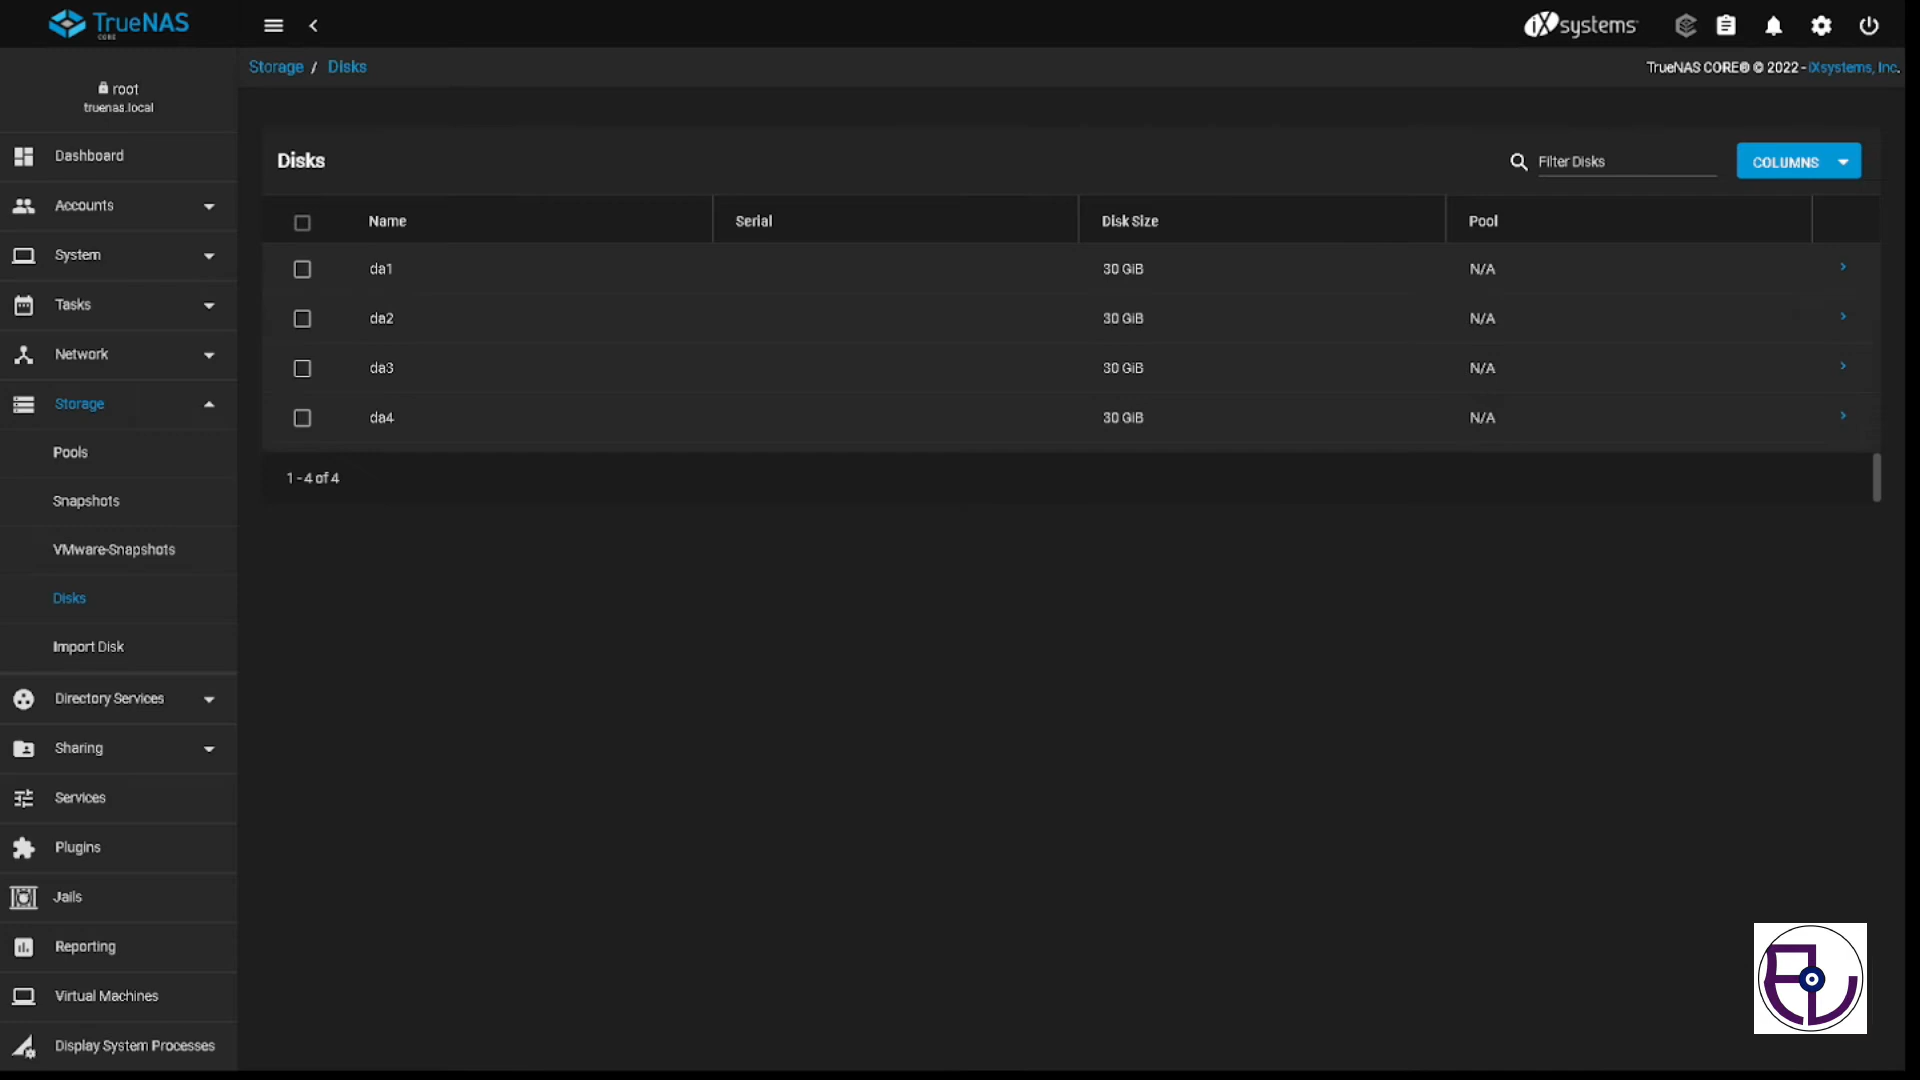 TrueNAS
CORE
iXsystems
Storage / Disks
TrueNAS CORE® © 2022 - iXsystems, Inc.
root
truenas.local
Dashboard
Accounts
System
Tasks
Network
Storage
Pools
Snapshots
VMware-Snapshots
Disks
Import Disk
Directory Services
Sharing
Services
Plugins
Jails
Reporting
Virtual Machines
Display System Processes
Disks
Filter Disks
COLUMNS
Name Serial Disk Size Pool
da1 30 GiB N/A
da2 30 GiB N/A
da3 30 GiB N/A
da4 30 GiB N/A
1 - 4 of 4